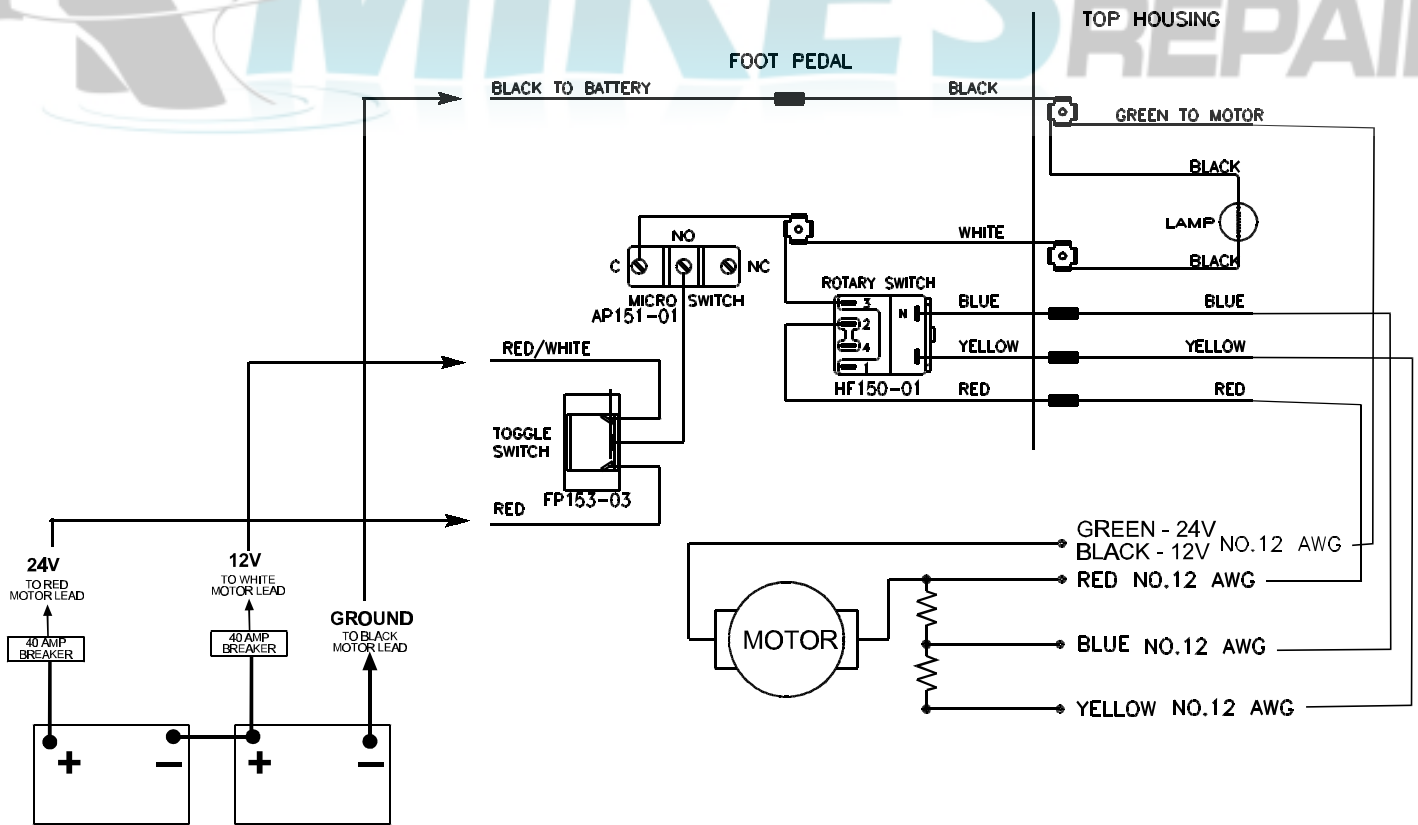 MIKES REPAIR
TOP HOUSING
FOOT PEDAL
BLACK TO BATTERY
BLACK
GREEN TO MOTOR
BLACK
LAMP
WHITE
BLACK
NO
C
NC
MICRO SWITCH
AP151-01
ROTARY SWITCH
3
2
4
1
N
HF150-01
BLUE
BLUE
YELLOW
YELLOW
RED
RED
RED/WHITE
TOGGLE
SWITCH
FP153-03
RED
24V
TO RED
MOTOR LEAD
40 AMP
BREAKER
12V
TO WHITE
MOTOR LEAD
40 AMP
BREAKER
GROUND
TO BLACK
MOTOR LEAD
+
−
+
−
MOTOR
GREEN - 24V
BLACK - 12V NO.12 AWG
RED NO.12 AWG
BLUE NO.12 AWG
YELLOW NO.12 AWG